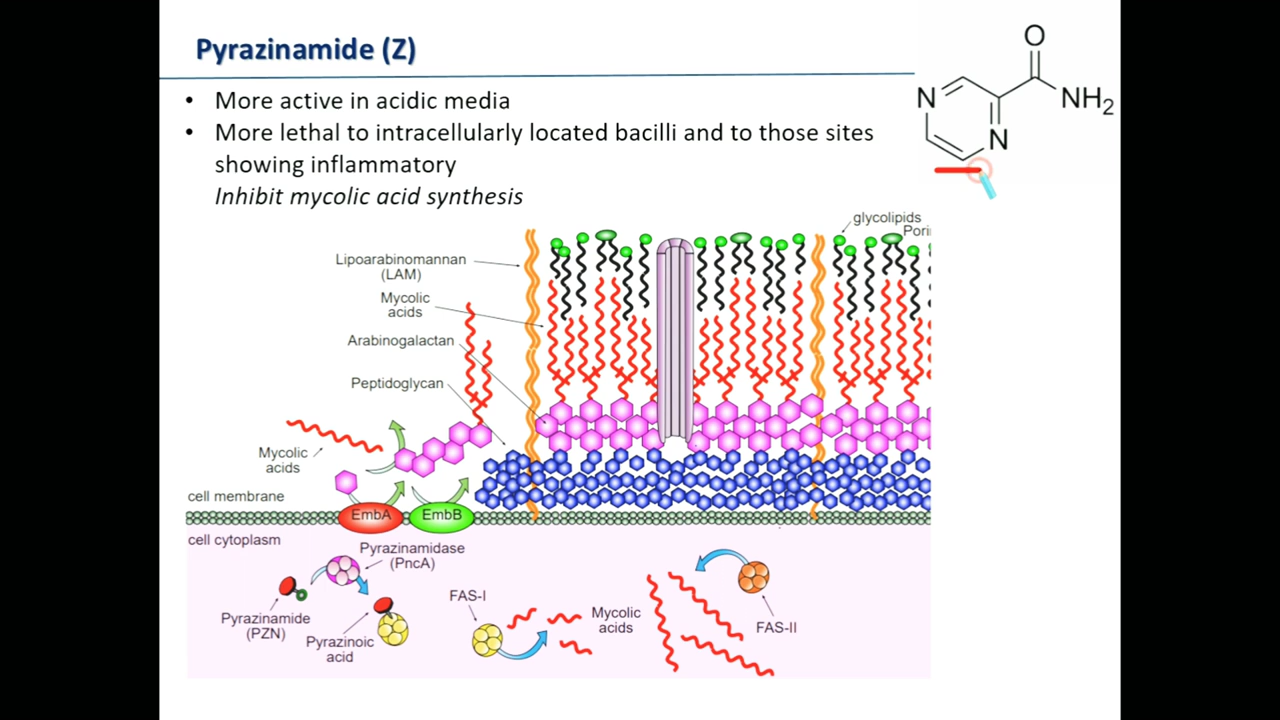 Pyrazinamide (Z)
• More active in acidic media
• More lethal to intracellularly located bacilli and to those sites
showing inflammatory
Inhibit mycolic acid synthesis
O
N
NH2
N
glycolipids
Pori
Lipoarabinomannan
(LAM)
Mycolic
acids
Arabinogalactan
Peptidoglycan
Mycolic
acids
cell membrane
EmbA
EmbB
cell cytoplasm
Pyrazinamidase
(PncA)
Pyrazinamide
(PZN)
Pyrazinoic
acid
FAS-I
Mycolic
acids
FAS-II